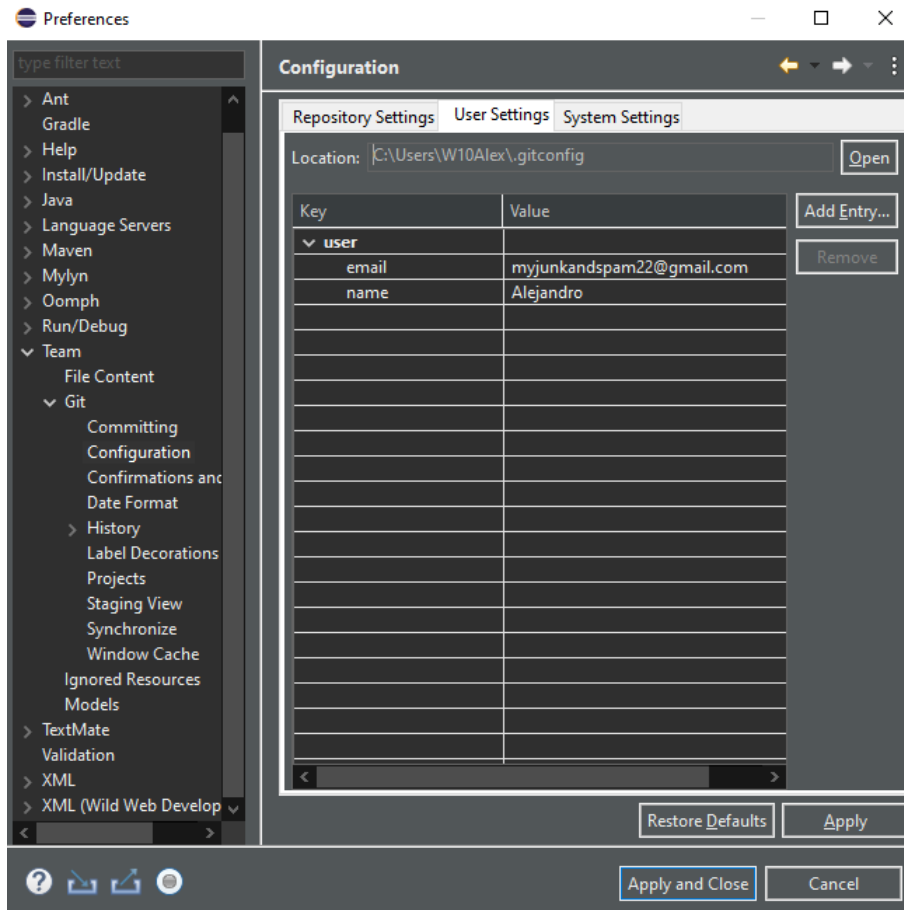 Preferences
type filter text
Ant
Gradle
Help
Install/Update
Java
Language Servers
Maven
Mylyn
Oomph
Run/Debug
Team
File Content
Git
Committing
Configuration
Confirmations and
Date Format
History
Label Decorations
Projects
Staging View
Synchronize
Window Cache
Ignored Resources
Models
TextMate
Validation
XML
XML (Wild Web Develop
Configuration
Repository Settings User Settings System Settings
Location: C:\Users\W10Alex\.gitconfig Open
Key Value Add Entry...
user
Remove
email myjunkandspam22@gmail.com
name Alejandro
Restore Defaults Apply
Apply and Close Cancel